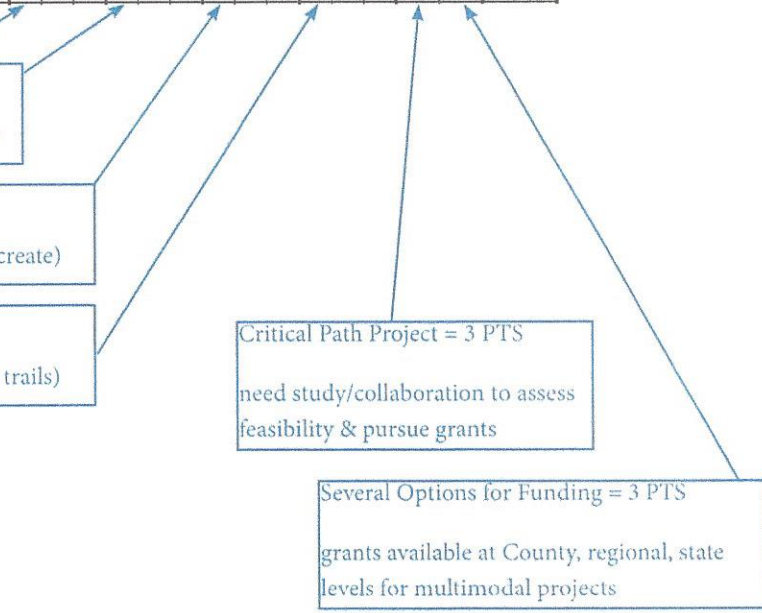 create)
trails)
Critical Path Project = 3 PTS
need study/collaboration to assess
feasibility & pursue grants
Several Options for Funding = 3 PTS
grants available at County, regional, state
levels for multimodal projects